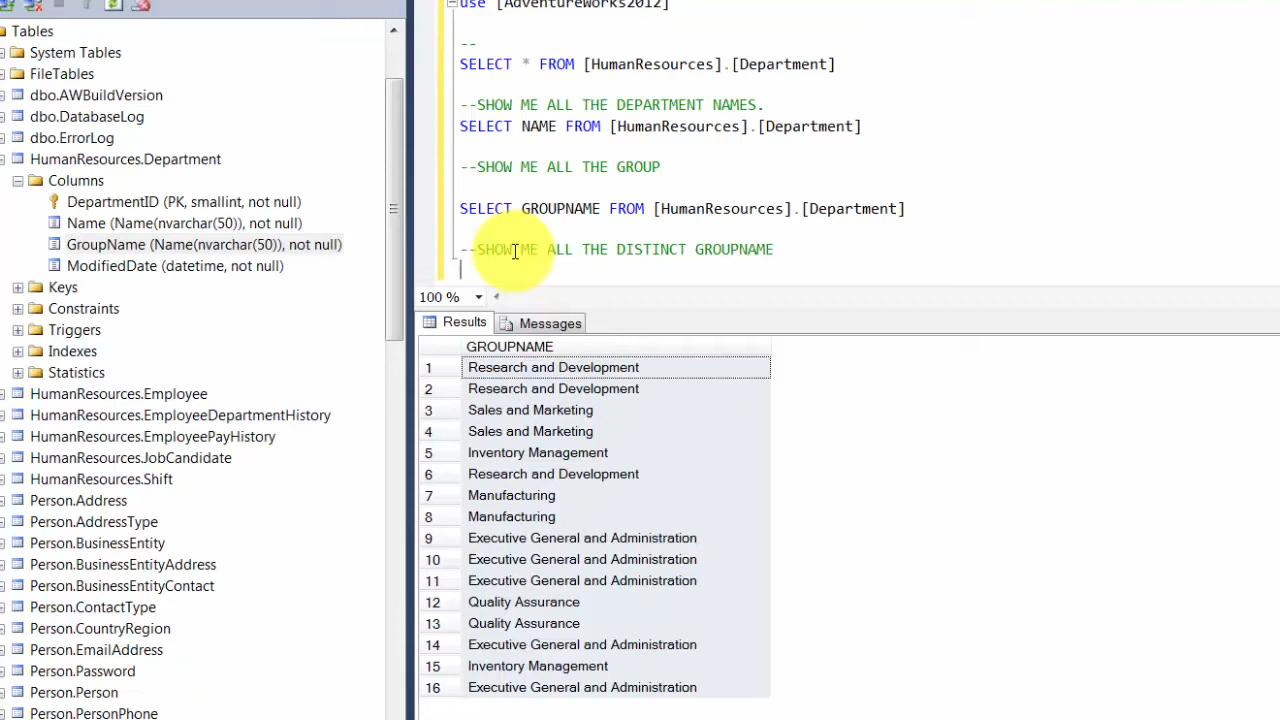 Tables
System Tables
FileTables
dbo.AWBuildVersion
dbo.DatabaseLog
dbo.ErrorLog
HumanResources.Department
Columns
DepartmentID (PK, smallint, not null)
Name (Name(nvarchar(50)), not null)
GroupName (Name(nvarchar(50)), not null)
ModifiedDate (datetime, not null)
Keys
Constraints
Triggers
Indexes
Statistics
HumanResources.Employee
HumanResources.EmployeeDepartmentHistory
HumanResources.EmployeePayHistory
HumanResources.JobCandidate
HumanResources.Shift
Person.Address
Person.AddressType
Person.BusinessEntity
Person.BusinessEntityAddress
Person.BusinessEntityContact
Person.ContactType
Person.CountryRegion
Person.EmailAddress
Person.Password
Person.Person
Person.PersonPhone
use [AdventureWorks2012]
--
SELECT * FROM [HumanResources].[Department]
--SHOW ME ALL THE DEPARTMENT NAMES.
SELECT NAME FROM [HumanResources].[Department]
--SHOW ME ALL THE GROUP
SELECT GROUPNAME FROM [HumanResources].[Department]
--SHOW ME ALL THE DISTINCT GROUPNAME
100 %
Results Messages
GROUPNAME
1 Research and Development
2 Research and Development
3 Sales and Marketing
4 Sales and Marketing
5 Inventory Management
6 Research and Development
7 Manufacturing
8 Manufacturing
9 Executive General and Administration
10 Executive General and Administration
11 Executive General and Administration
12 Quality Assurance
13 Quality Assurance
14 Executive General and Administration
15 Inventory Management
16 Executive General and Administration